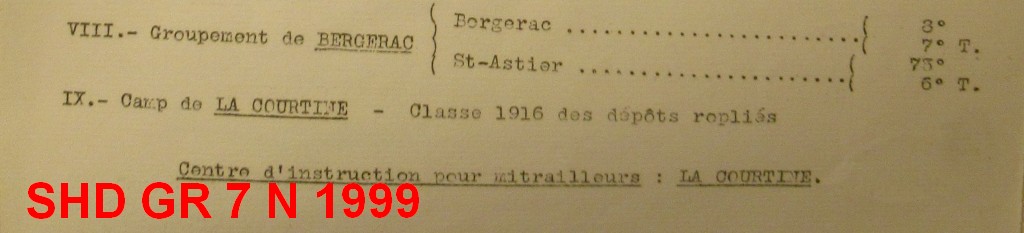 VIII.- Groupement de BERGERAC
Bergerac ........................ 3°
7° T.
St-Astier ...................... 73°
6° T.
IX.- Camp de LA COURTINE - Classe 1916 des dépôts repliés
Centre d'instruction pour mitrailleurs : LA COURTINE.
SHD GR 7 N 1999